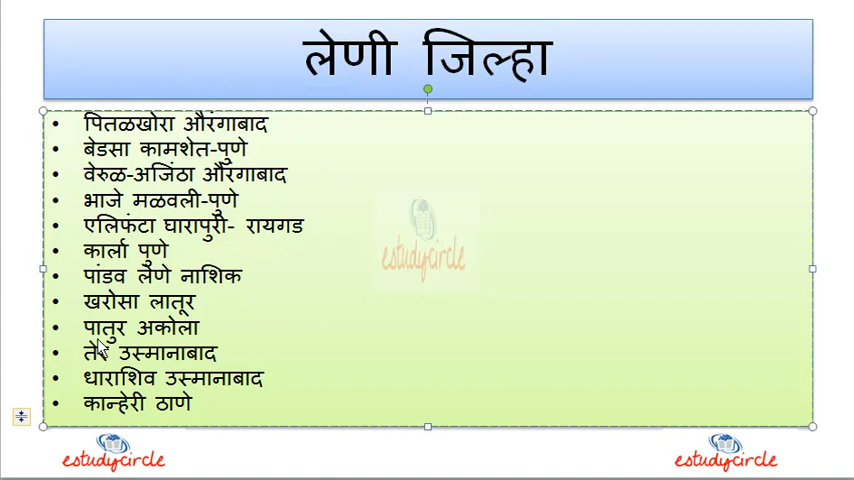 लेणी जिल्हा
• पितळखोरा औरंगाबाद
• बेडसा कामशेत-पुणे
• वेरुळ-अजिंठा औरंगाबाद
• भाजे मळवली-पुणे
• एलिफंटा घारापुरी- रायगड
• कार्ला पुणे
• पांडव लेणे नाशिक
• खरोसा लातूर
• पातुर अकोला
• तेर उस्मानाबाद
• धाराशिव उस्मानाबाद
• कान्हेरी ठाणे
estudycircle
estudycircle estudycircle